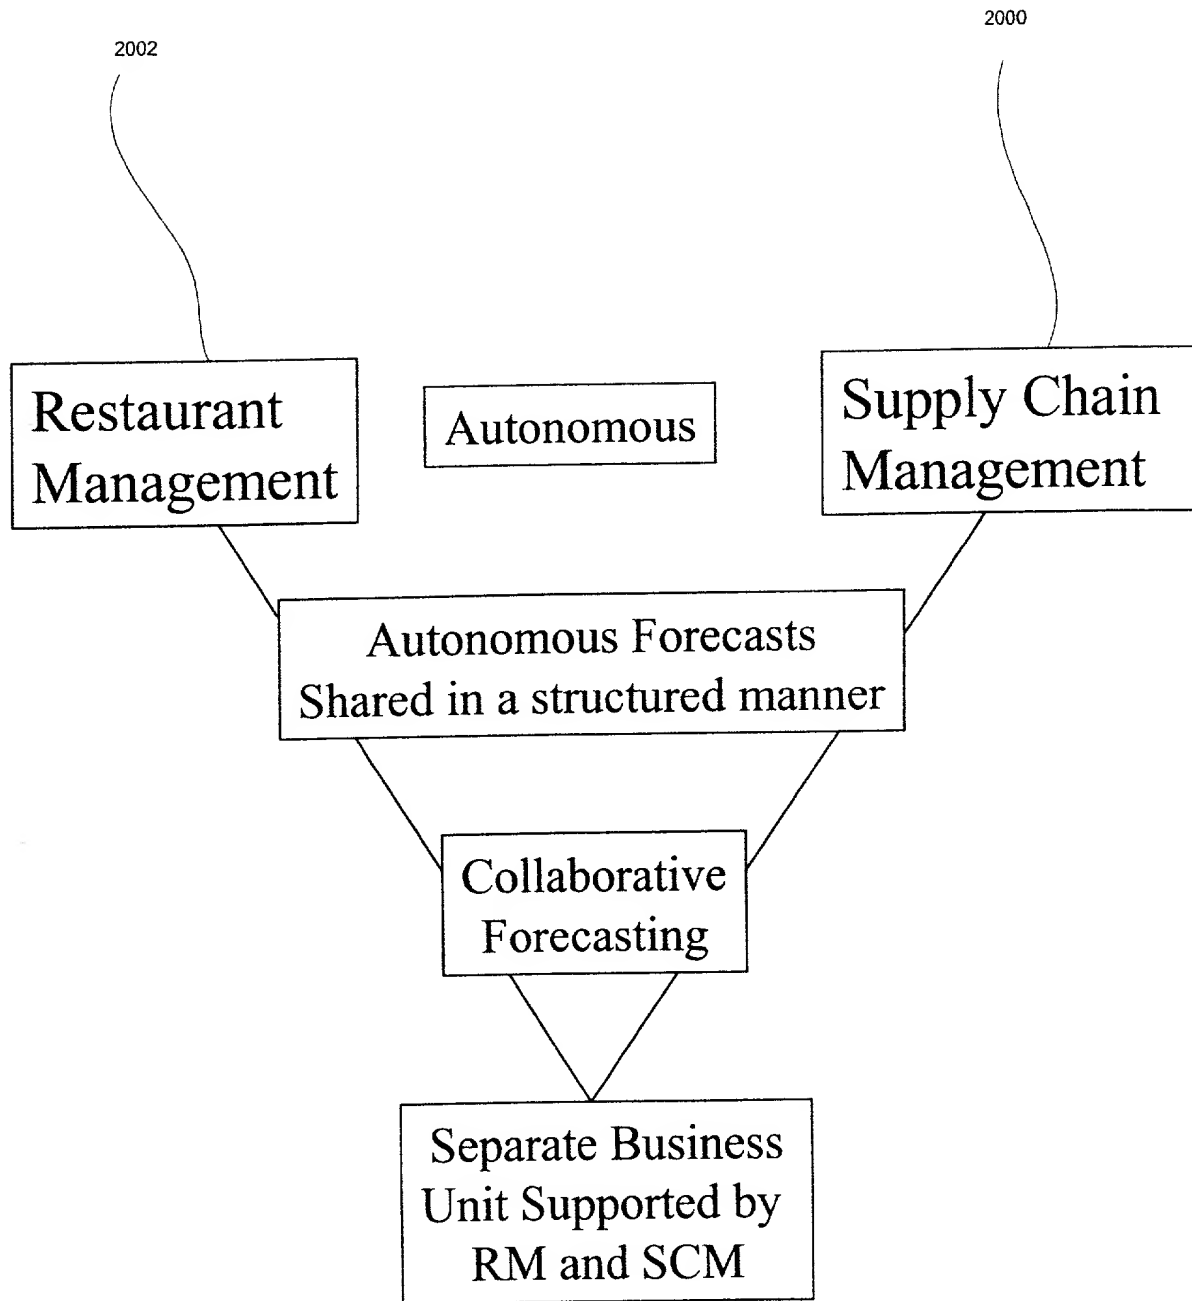 2002
2000
Restaurant
Management
Autonomous
Supply Chain
Management
Autonomous Forecasts
Shared in a structured manner
Collaborative
Forecasting
Separate Business
Unit Supported by
RM and SCM